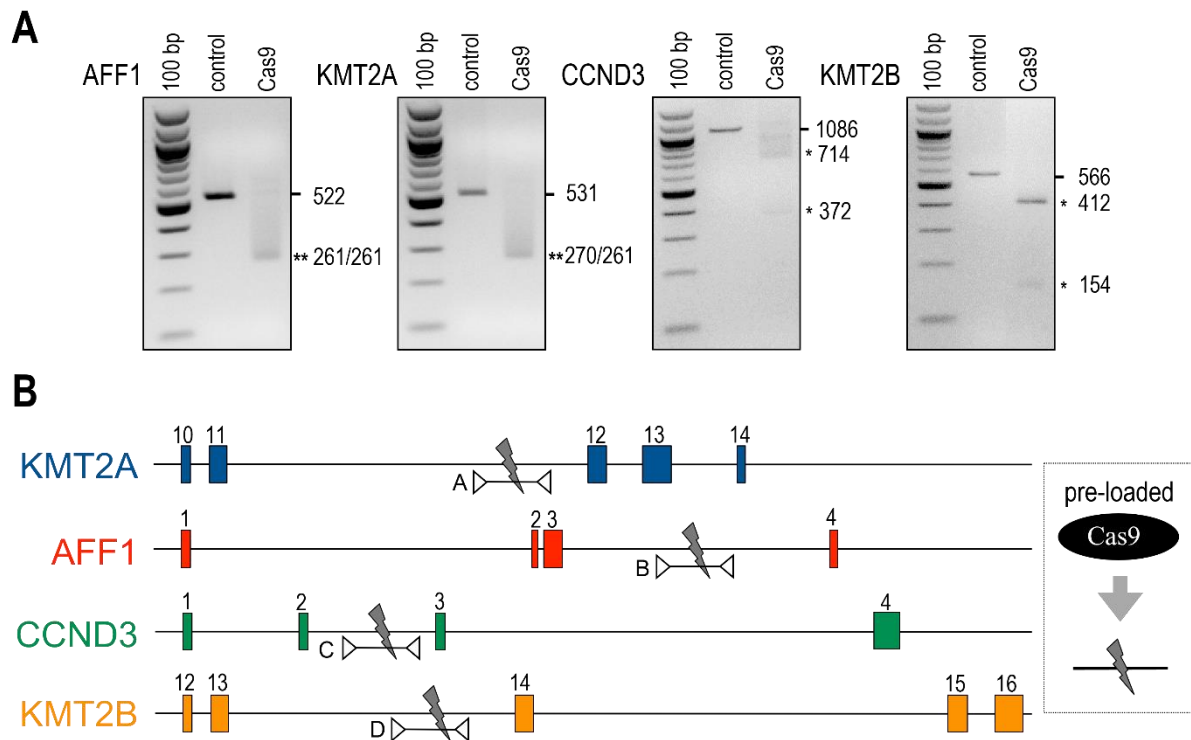 A
AFF1 100 bp control Cas9
522
** 261/261
KMT2A 100 bp control Cas9
531
**270/261
CCND3 100 bp control Cas9
1086
* 714
* 372
KMT2B 100 bp control Cas9
566
* 412
* 154
B
10 11 12 13 14
KMT2A
A
1 2 3 4
AFF1
B
1 2 3 4
CCND3
C
12 13 14 15 16
KMT2B
D
pre-loaded
Cas9